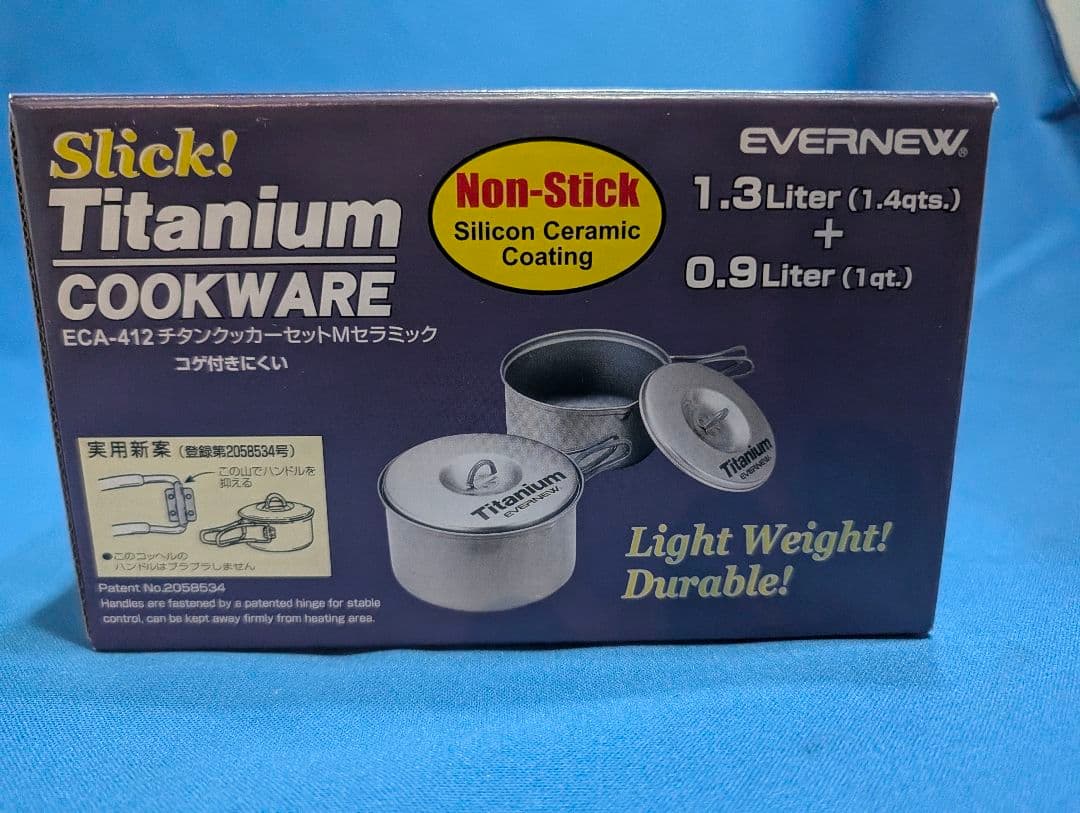 Slick!
Titanium
COOKWARE
ECA-412 チタンクッカーセットMセラミック
コゲ付きにくい
Non-Stick
Silicon Ceramic
Coating
EVERNEW®
1.3 Liter (1.4qts.)
+
0.9 Liter (1qt.)
実用新案(登録第2058534号)
この山でハンドルを
抑える
●このコッヘルの
ハンドルはブラブラしません
Patent No.2058534
Handles are fastened by a patented hinge for stable
control, can be kept away firmly from heating area.
Titanium
EVERNEW
Titanium
EVERNEW
Light Weight!
Durable!